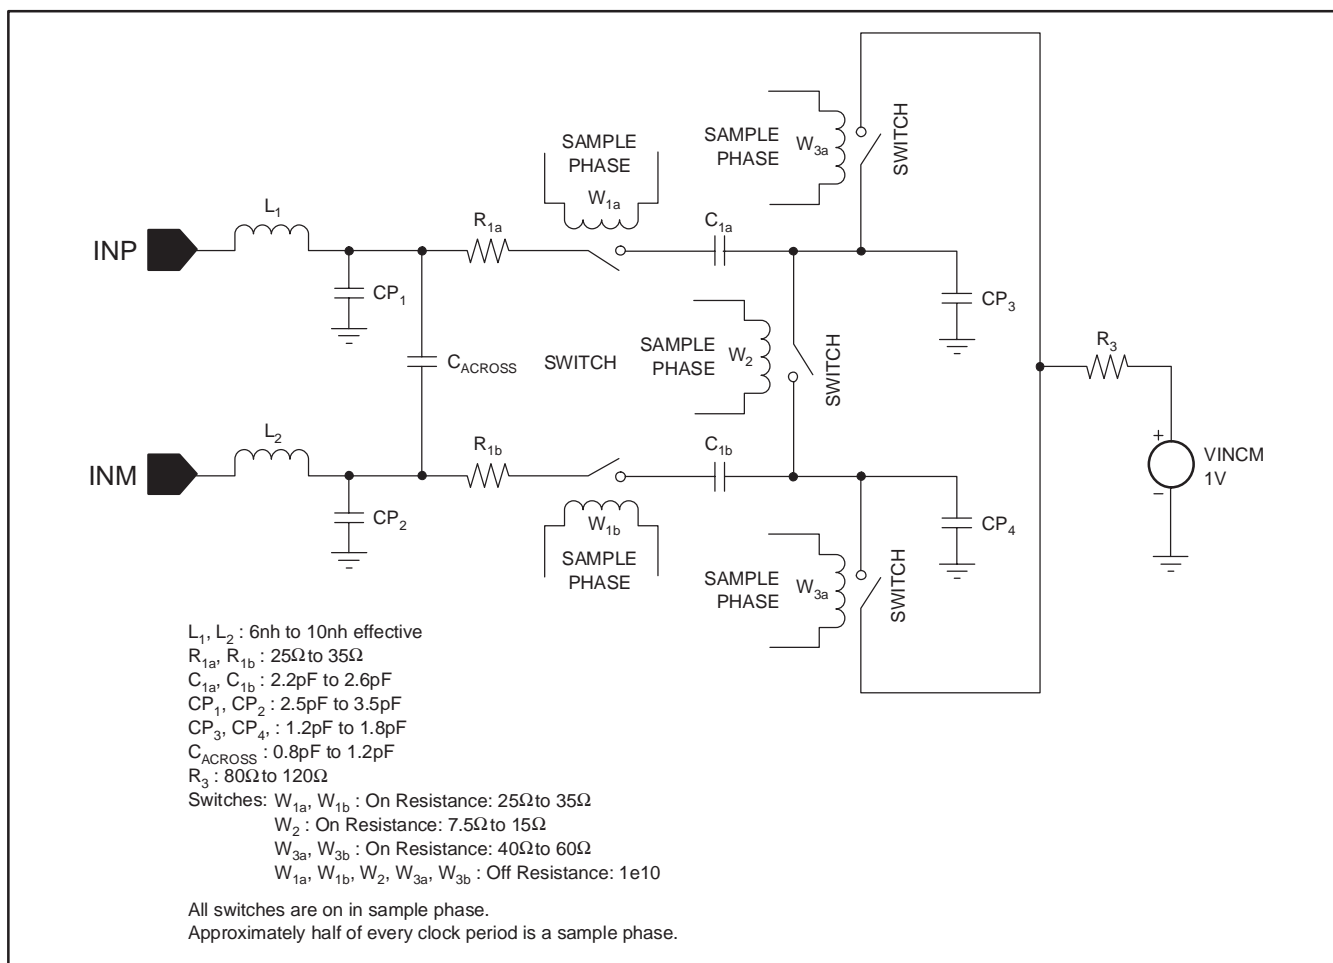 SAMPLE
PHASE
W3a
SWITCH
SAMPLE
PHASE
W1a
L1
R1a
C1a
INP
CP1
CP3
CACROSS
SWITCH
SAMPLE
PHASE
W2
SWITCH
R3
L2
R1b
C1b
INM
CP2
W1b
SAMPLE
PHASE
CP4
SAMPLE
PHASE
W3a
SWITCH
+
VINCM
1V
−
L1, L2 : 6nh to 10nh effective
R1a, R1b : 25Ω to 35Ω
C1a, C1b : 2.2pF to 2.6pF
CP1, CP2 : 2.5pF to 3.5pF
CP3, CP4, : 1.2pF to 1.8pF
CACROSS : 0.8pF to 1.2pF
R3 : 80Ω to 120Ω
Switches: W1a, W1b : On Resistance: 25Ω to 35Ω
W2 : On Resistance: 7.5Ω to 15Ω
W3a, W3b : On Resistance: 40Ω to 60Ω
W1a, W1b, W2, W3a, W3b : Off Resistance: 1e10
All switches are on in sample phase.
Approximately half of every clock period is a sample phase.